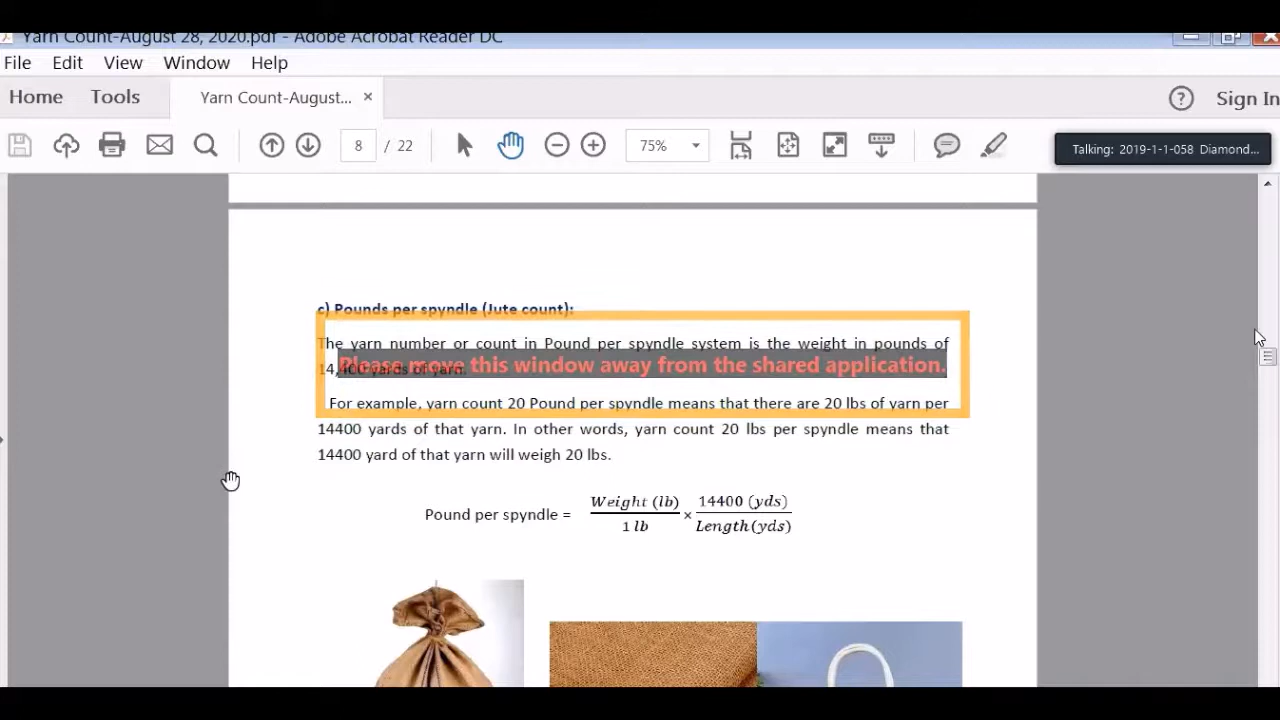 Yarn Count-August 28, 2020.pdf - Adobe Acrobat Reader DC
File Edit View Window Help
Home Tools Yarn Count-August... × Sign In
8 / 22 75%
Talking: 2019-1-1-058 Diamond...
c) Pounds per spyndle (Jute count):
The yarn number or count in Pound per spyndle system is the weight in pounds of
14,400 yards of yarn.
Please move this window away from the shared application.
For example, yarn count 20 Pound per spyndle means that there are 20 lbs of yarn per
14400 yards of that yarn. In other words, yarn count 20 lbs per spyndle means that
14400 yard of that yarn will weigh 20 lbs.
Pound per spyndle = Weight (lb) / 1 lb × 14400 (yds) / Length(yds)